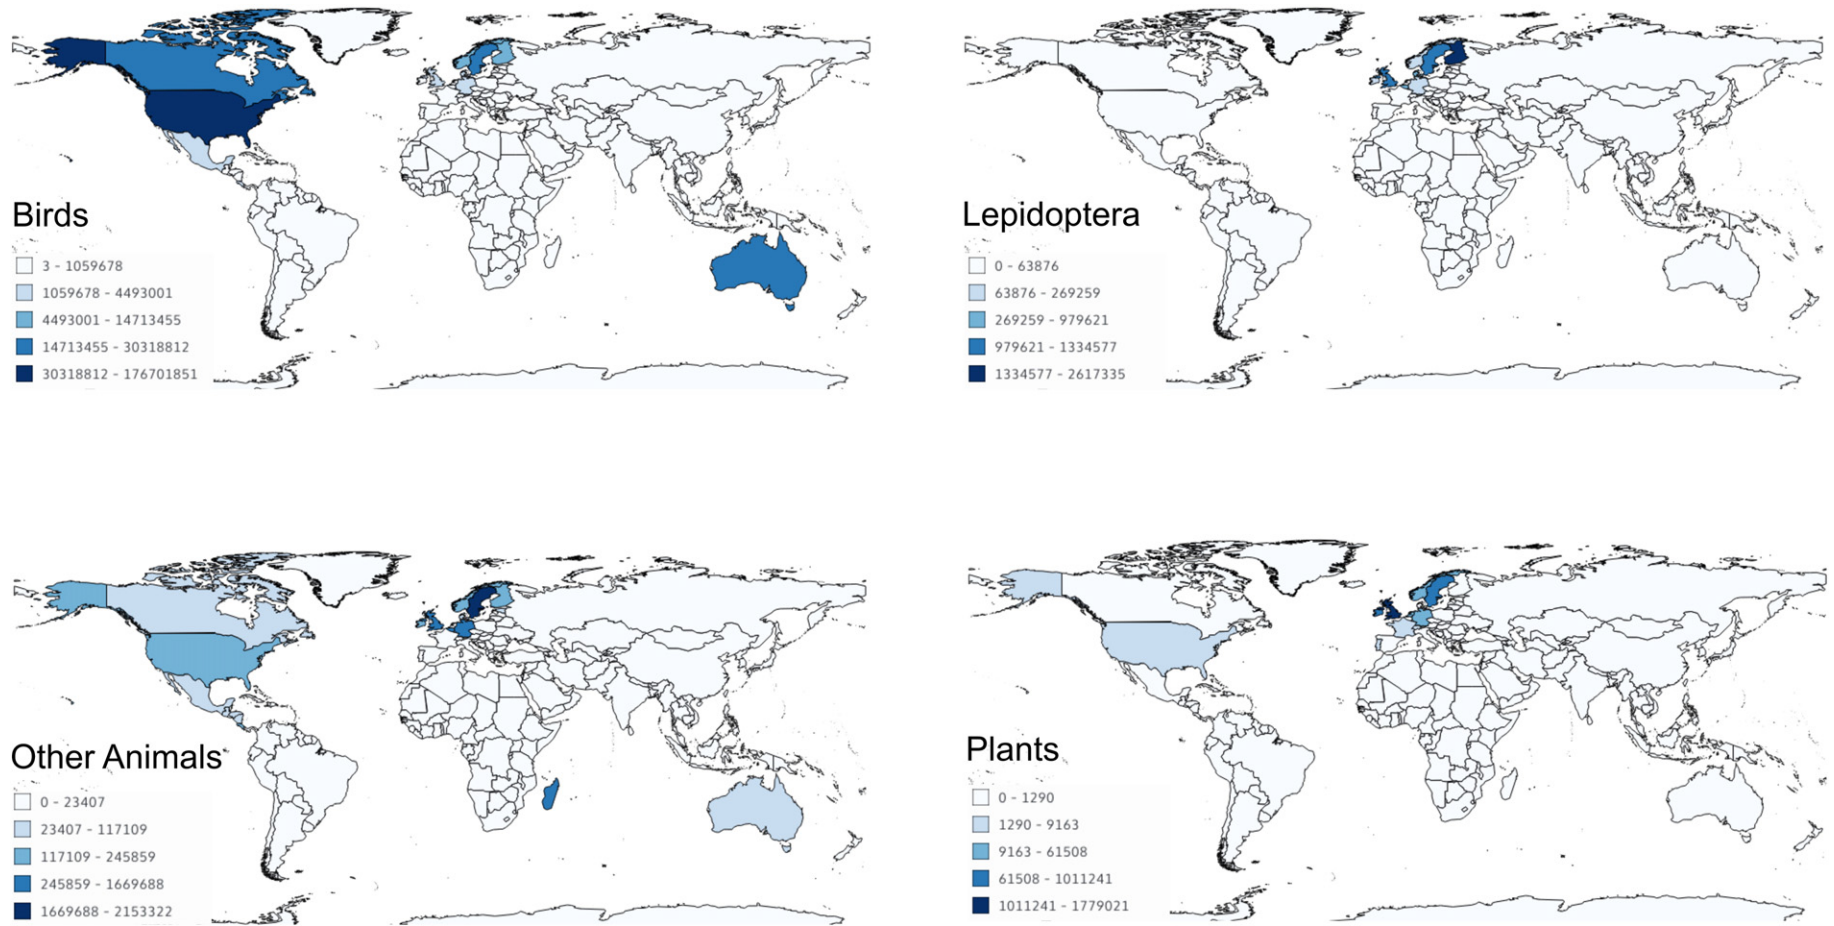 Birds
3 - 1059678
1059678 - 4493001
4493001 - 14713455
14713455 - 30318812
30318812 - 176701851
Lepidoptera
0 - 63876
63876 - 269259
269259 - 979621
979621 - 1334577
1334577 - 2617335
Other Animals
0 - 23407
23407 - 117109
117109 - 245859
245859 - 1669688
1669688 - 2153322
Plants
0 - 1290
1290 - 9163
9163 - 61508
61508 - 1011241
1011241 - 1779021